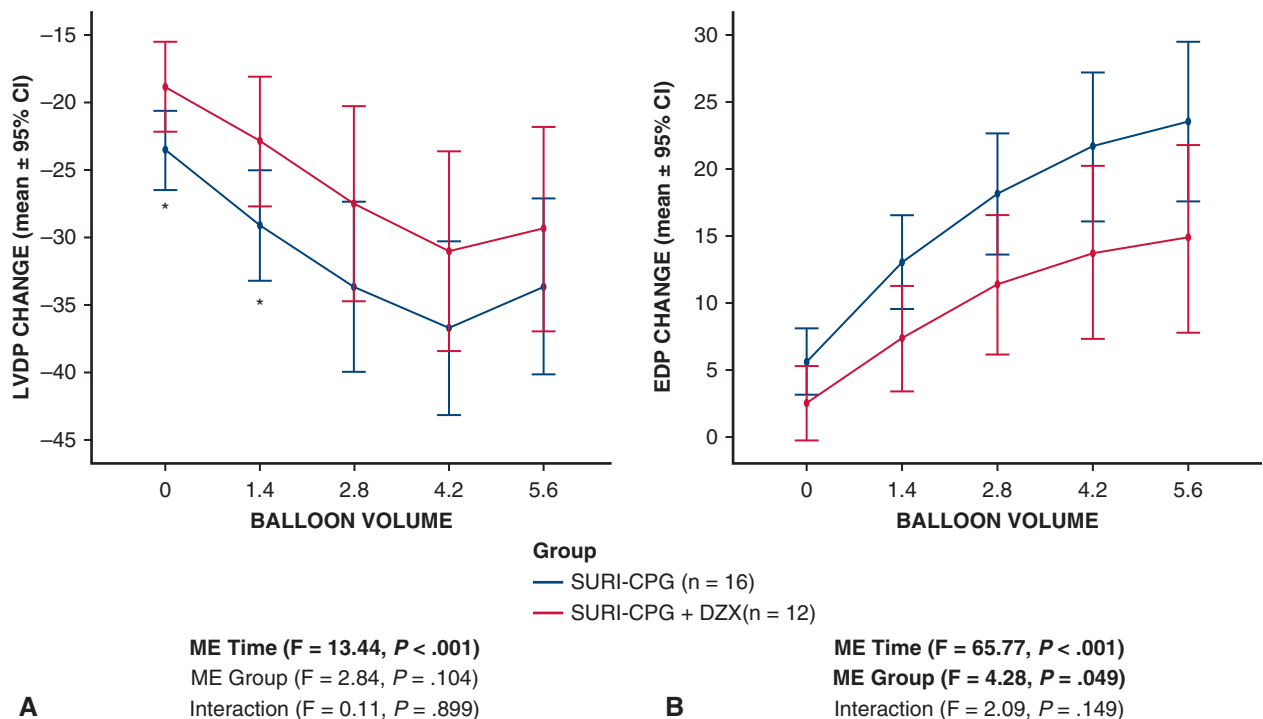 LVDP CHANGE (mean ± 95% CI)
–15
–20
–25
–30
–35
–40
–45
*
*
0 1.4 2.8 4.2 5.6
BALLOON VOLUME
EDP CHANGE (mean ± 95% CI)
30
25
20
15
10
5
0
0 1.4 2.8 4.2 5.6
BALLOON VOLUME
Group
SURI-CPG (n = 16)
SURI-CPG + DZX(n = 12)
ME Time (F = 13.44, P < .001)
ME Group (F = 2.84, P = .104)
A Interaction (F = 0.11, P = .899)
ME Time (F = 65.77, P < .001)
ME Group (F = 4.28, P = .049)
B Interaction (F = 2.09, P = .149)